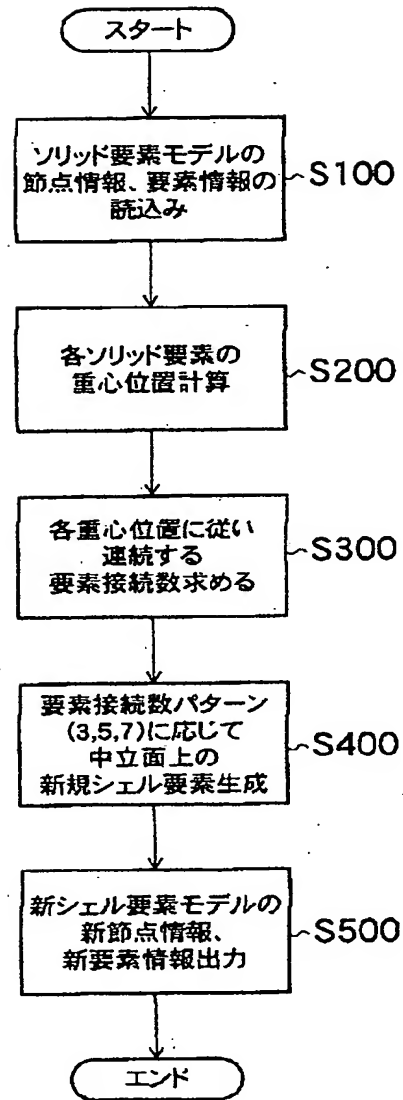 スタート
ソリッド要素モデルの
節点情報、要素情報の
読込み
S100
各ソリッド要素の
重心位置計算
S200
各重心位置に従い
連続する
要素接続数求める
S300
要素接続数パターン
(3,5,7)に応じて
中立面上の
新規シェル要素生成
S400
新シェル要素モデルの
新節点情報、
新要素情報出力
S500
エンド